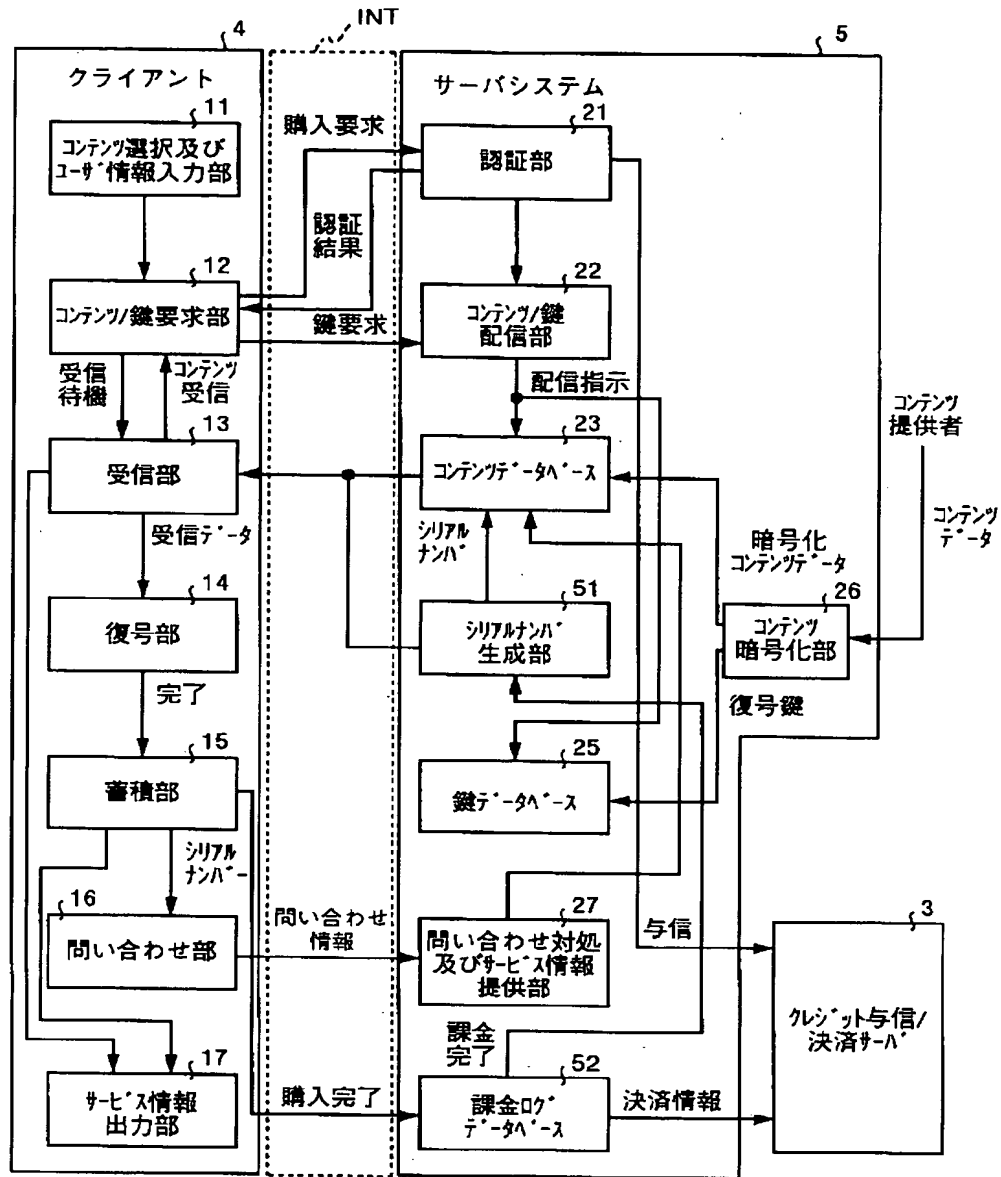 INT
4
5
クライアント
サーバシステム
11
コンテンツ選択及び
ユーザ情報入力部
購入要求
21
認証部
認証
結果
12
コンテンツ/鍵要求部
鍵要求
22
コンテンツ/鍵
配信部
受信
待機
コンテンツ
受信
配信指示
コンテンツ
提供者
13
受信部
23
コンテンツデータベース
受信データ
シリアル
ナンバ
暗号化
コンテンツデータ
コンテンツ
データ
14
復号部
51
シリアルナンバ
生成部
26
コンテンツ
暗号化部
完了
復号鍵
15
蓄積部
25
鍵データベース
シリアル
ナンバー
16
問い合わせ部
問い合わせ
情報
27
問い合わせ対処
及びサービス情報
提供部
与信
3
クレジット与信/
決済サーバ
課金
完了
17
サービス情報
出力部
購入完了
52
課金ログ
データベース
決済情報